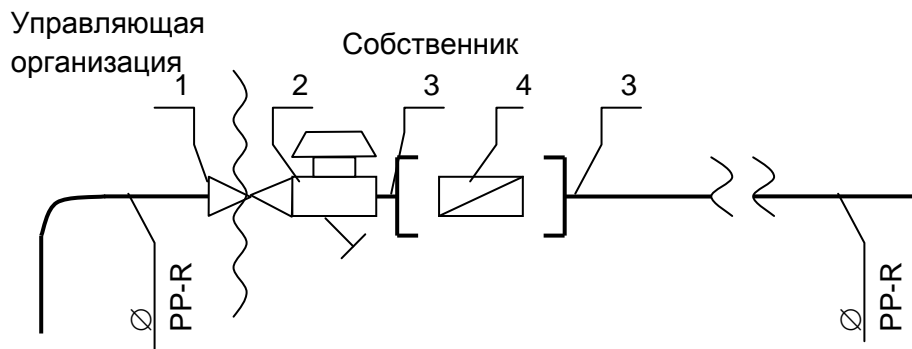 Управляющая
организация
Собственник
1
2
3
4
3
∅
PP-R
∅
PP-R